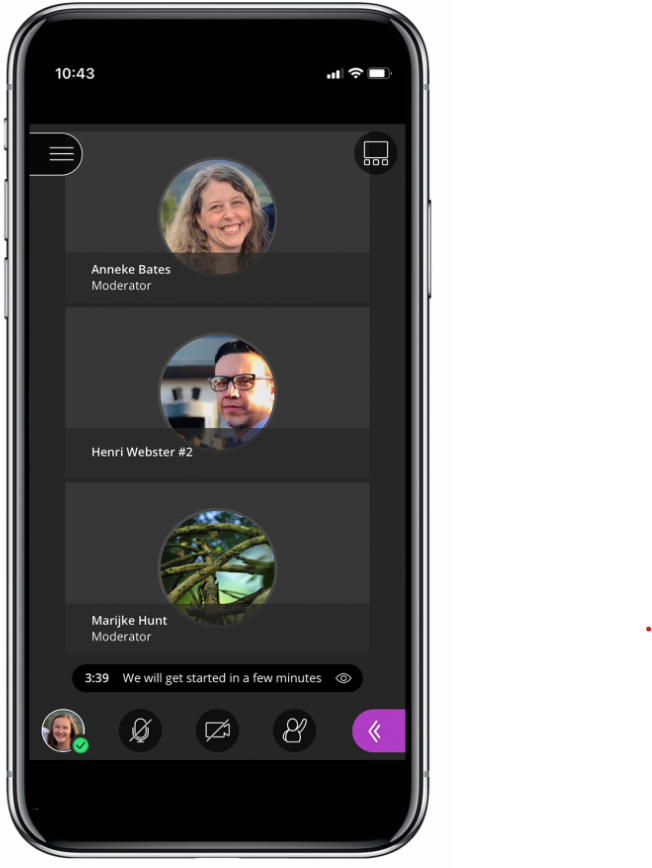 10:43
Anneke Bates
Moderator
Henri Webster #2
Marijke Hunt
Moderator
3:39 We will get started in a few minutes